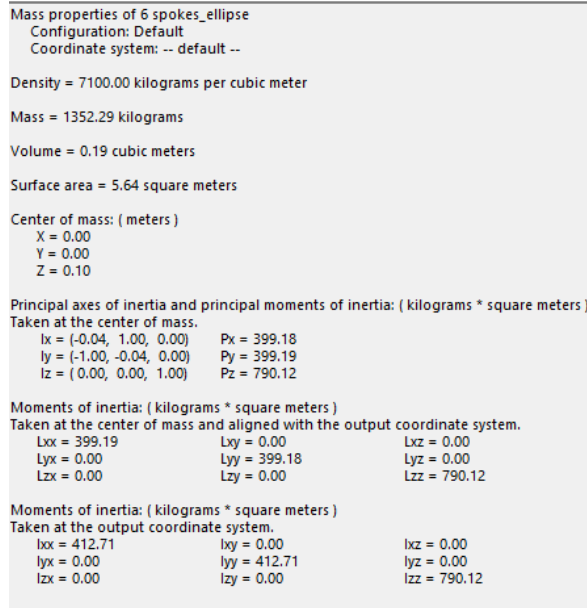 Mass properties of 6 spokes_ellipse
Configuration: Default
Coordinate system: -- default --
Density = 7100.00 kilograms per cubic meter
Mass = 1352.29 kilograms
Volume = 0.19 cubic meters
Surface area = 5.64 square meters
Center of mass: ( meters )
X = 0.00
Y = 0.00
Z = 0.10
Principal axes of inertia and principal moments of inertia: ( kilograms * square meters )
Taken at the center of mass.
Ix = (-0.04, 1.00, 0.00) Px = 399.18
Iy = (-1.00, -0.04, 0.00) Py = 399.19
Iz = ( 0.00, 0.00, 1.00) Pz = 790.12
Moments of inertia: ( kilograms * square meters )
Taken at the center of mass and aligned with the output coordinate system.
Lxx = 399.19 Lxy = 0.00 Lxz = 0.00
Lyx = 0.00 Lyy = 399.18 Lyz = 0.00
Lzx = 0.00 Lzy = 0.00 Lzz = 790.12
Moments of inertia: ( kilograms * square meters )
Taken at the output coordinate system.
Ixx = 412.71 Ixy = 0.00 Ixz = 0.00
Iyx = 0.00 Iyy = 412.71 Iyz = 0.00
Izx = 0.00 Izy = 0.00 Izz = 790.12